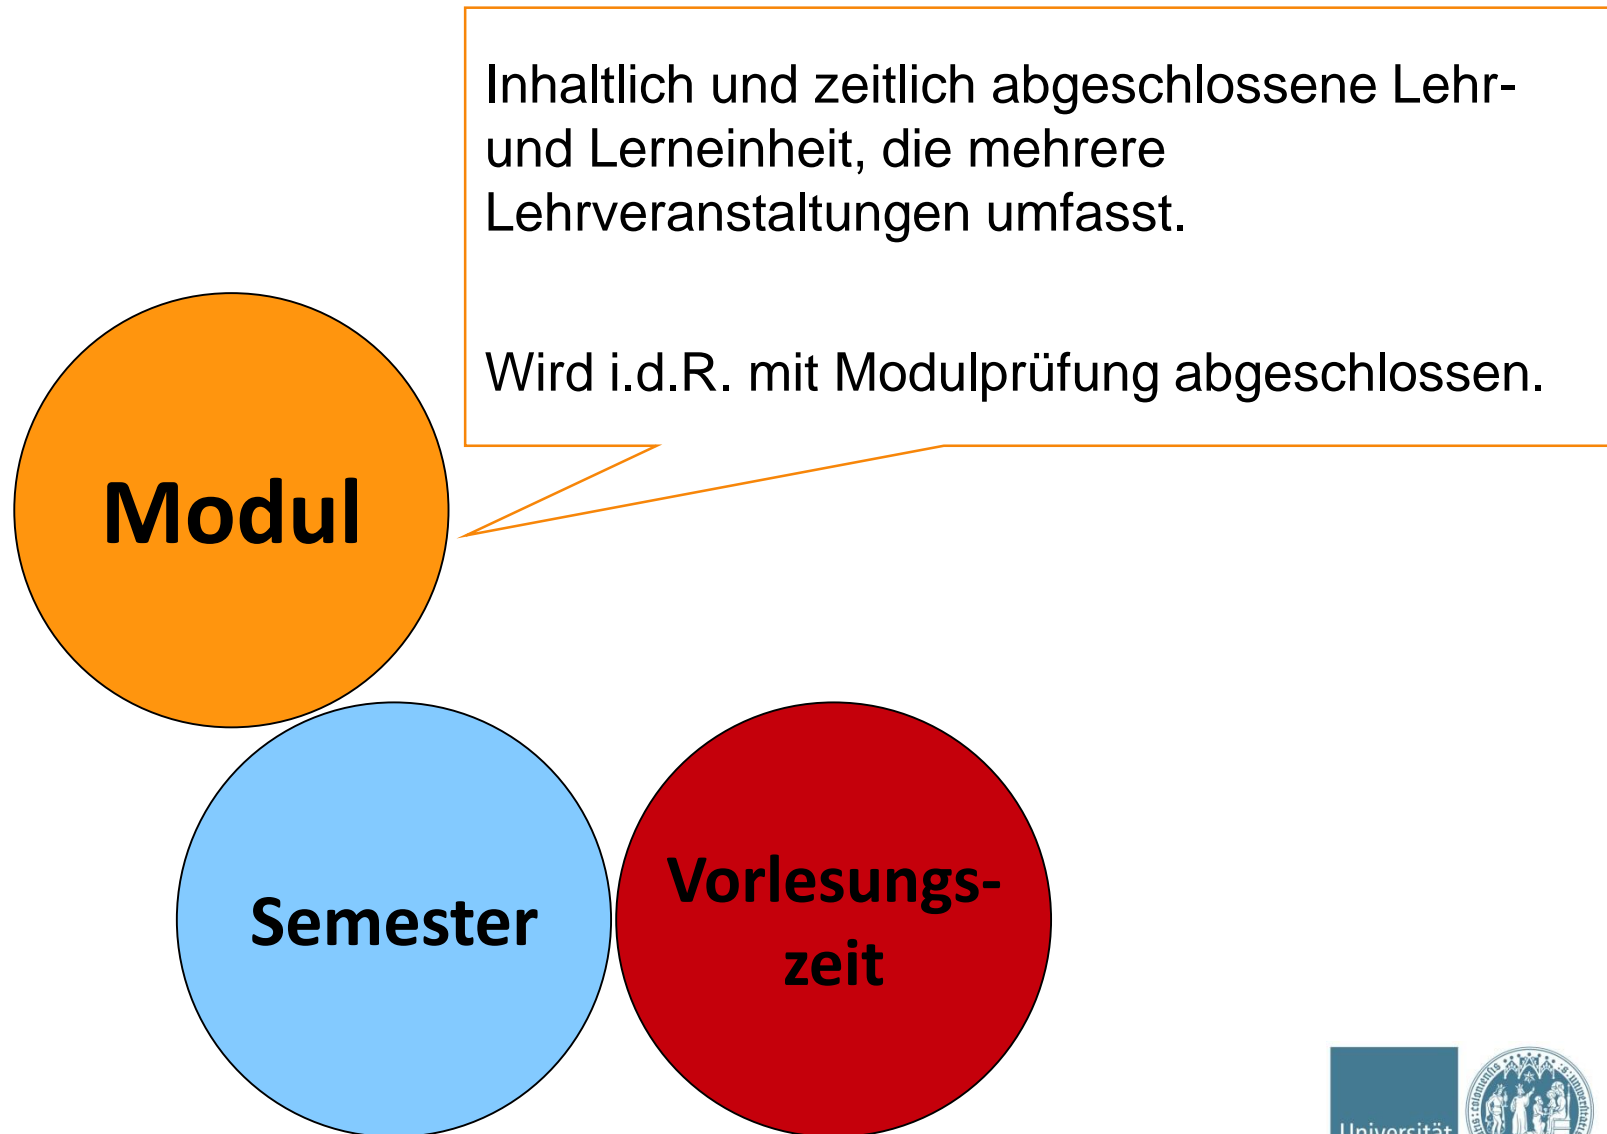 Inhaltlich und zeitlich abgeschlossene Lehr-
und Lerneinheit, die mehrere
Lehrveranstaltungen umfasst.
Wird i.d.R. mit Modulprüfung abgeschlossen.
Modul
Semester
Vorlesungs-
zeit
Universität